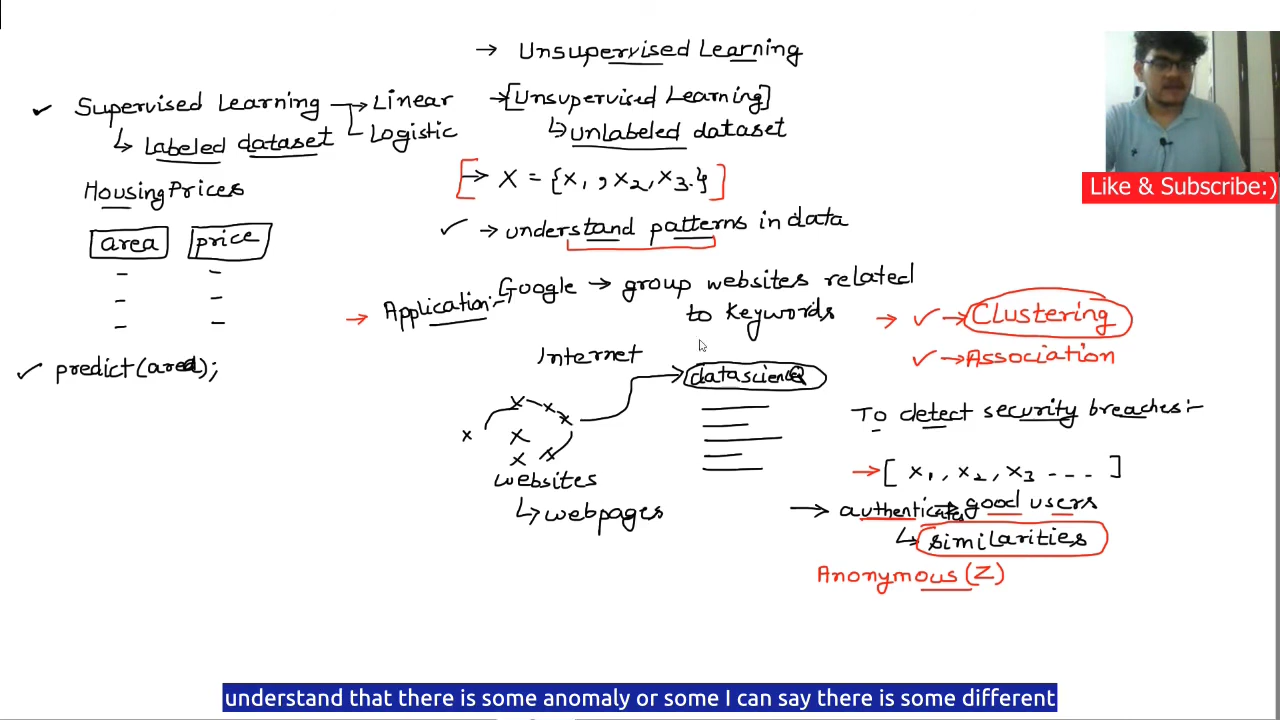 → Unsupervised Learning
✓ Supervised Learning → Linear
Logistic
↳ Labeled dataset
Housing Prices
area price
- -
- -
- -
✓ predict(area);
→ [Unsupervised Learning]
↳ unlabeled dataset
[→ X = {x₁, x₂, x₃.}]
✓ → understand patterns in data
→ Application:- Google → group websites related
to keywords
→ ✓ → Clustering
✓ → Association
Internet
datascience
x x x x x x x
websites
↳ webpages
To detect security breaches:-
→ [ x₁, x₂, x₃ --- ]
→ authenticate → good users
↳ similarities
Anonymous (Z)
Like & Subscribe:)
understand that there is some anomaly or some I can say there is some different